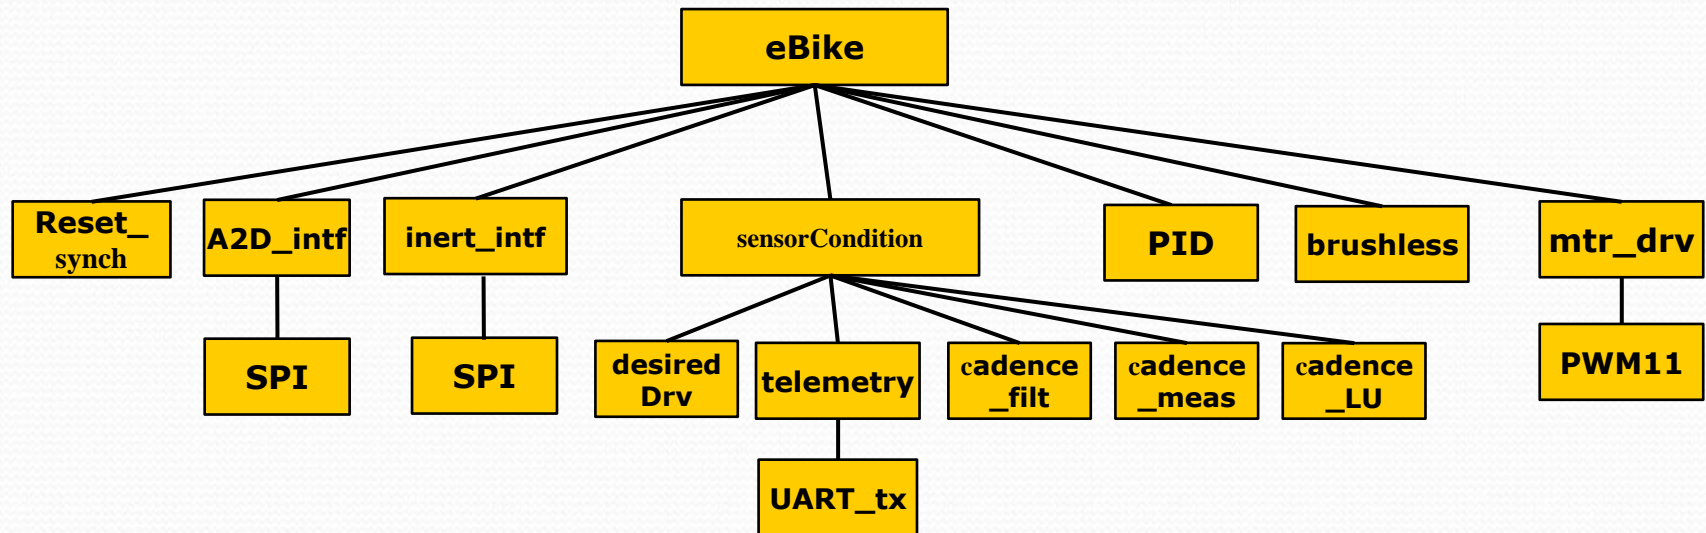 eBike
Reset_
synch
A2D_intf
inert_intf
sensorCondition
PID
brushless
mtr_drv
SPI
SPI
desired
Drv
telemetry
cadence
_filt
cadence
_meas
cadence
_LU
PWM11
UART_tx